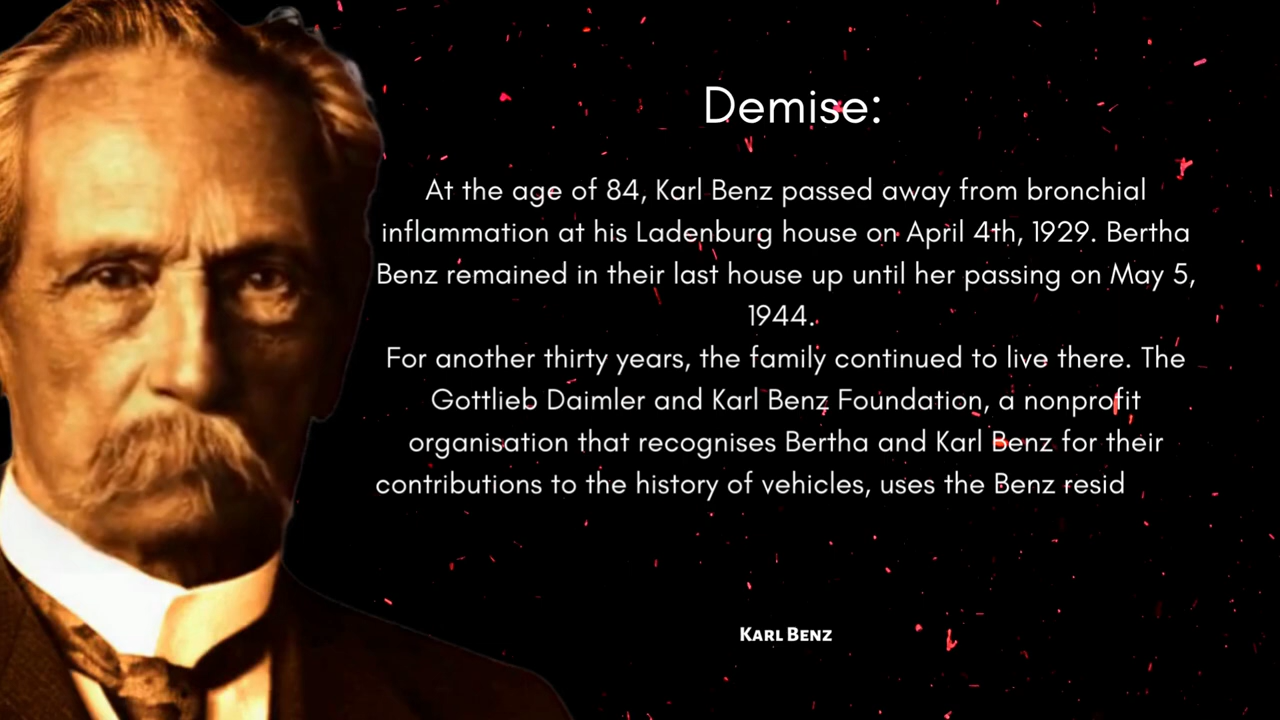 Demise:
At the age of 84, Karl Benz passed away from bronchial
inflammation at his Ladenburg house on April 4th, 1929. Bertha
Benz remained in their last house up until her passing on May 5,
1944.
For another thirty years, the family continued to live there. The
Gottlieb Daimler and Karl Benz Foundation, a nonprofit
organisation that recognises Bertha and Karl Benz for their
contributions to the history of vehicles, uses the Benz resid
Karl Benz